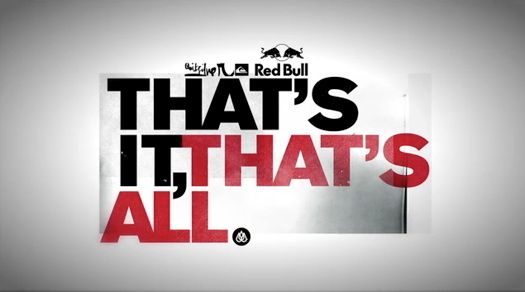 Quiksilver Red Bull
THAT'S
IT, THAT'S
ALL.